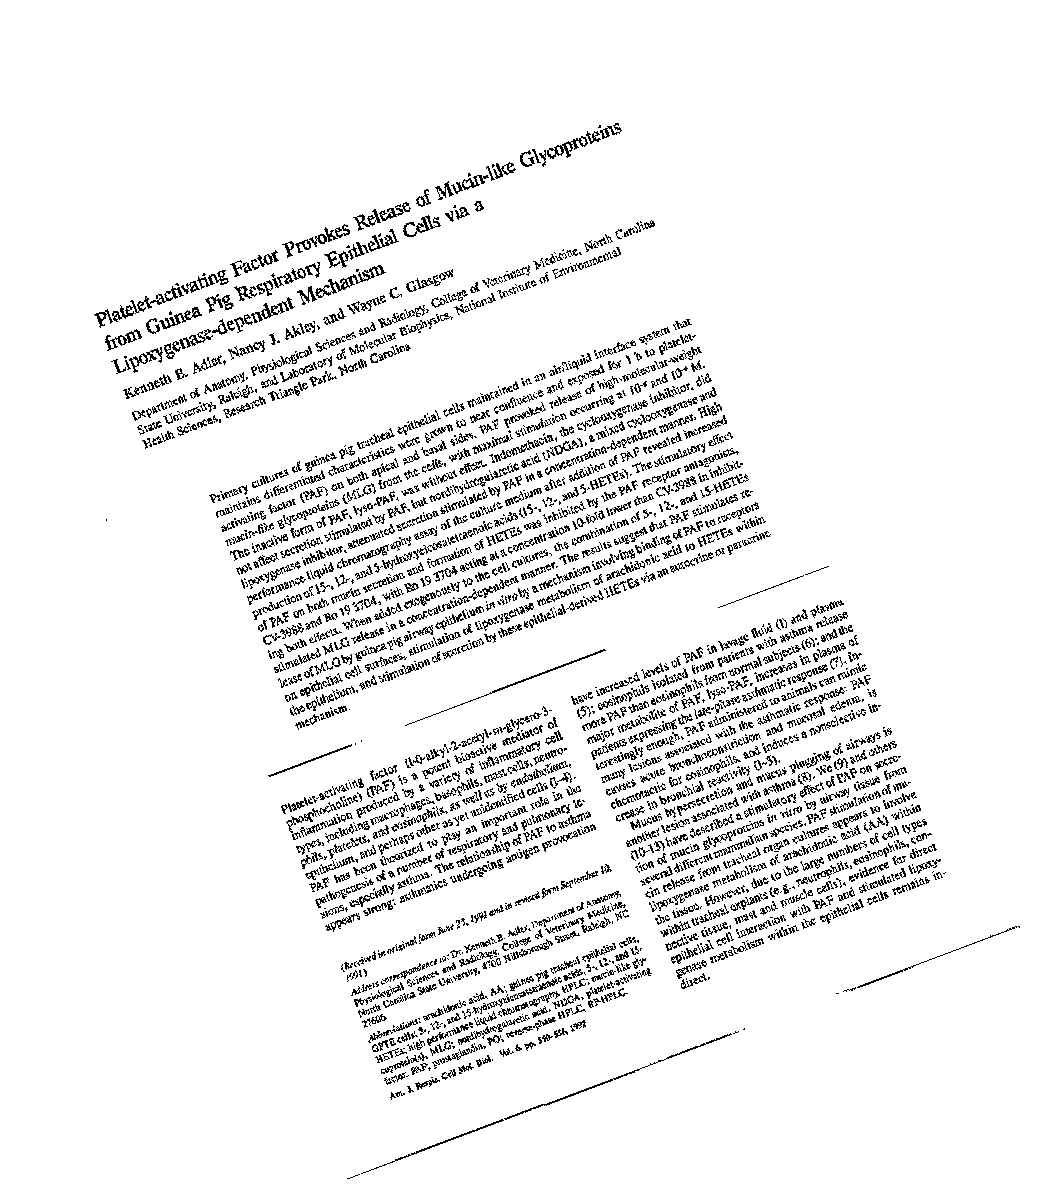 Platelet-activating Factor Provokes Release of Mucin-like Glycoproteins
from Guinea Pig Respiratory Epithelial Cells via a
Lipoxygenase-dependent Mechanism
Kenneth B. Adler, Nancy J. Akley, and Wayne C. Glasgow
Department of Anatomy, Physiological Sciences and Radiology, College of Veterinary Medicine, North Carolina
State University, Raleigh, and Laboratory of Molecular Biophysics, National Institute of Environmental
Health Sciences, Research Triangle Park, North Carolina
Primary cultures of guinea pig tracheal epithelial cells maintained in an air/liquid interface system that
maintains differentiated characteristics were grown to near confluence and exposed for 1 h to platelet-
activating factor (PAF) on both apical and basal sides. PAF provoked release of high-molecular-weight
mucin-like glycoproteins (MLG) from the cells, with maximal stimulation occurring at and M.
The inactive form of PAF, lyso-PAF, was without effect. Indomethacin, the cyclooxygenase inhibitor, did
not affect secretion stimulated by PAF, but nordihydroguaiaretic acid (NDGA), a mixed cyclooxygenase and
lipoxygenase inhibitor, attenuated secretion stimulated by PAF in a concentration-dependent manner. High
performance liquid chromatography assay of the culture medium after addition of PAF revealed increased
production of 15-, 12-, and 5-hydroxyeicosatetraenoic acids (15-, 12-, and 5-HETEs). The stimulatory effect
of PAF on both mucin secretion and formation of HETEs was inhibited by the PAF receptor antagonists,
CV-3988 and Ro 19 3704, with Ro 19 3704 acting at a concentration 10-fold lower than CV-3988 in inhibit-
ing both effects. When added exogenously to the cell cultures, the combination of 5-, 12-, and 15-HETEs
stimulated MLG release in a concentration-dependent manner. The results suggest that PAF stimulates re-
lease of MLG by guinea pig airway epithelium in vitro by a mechanism involving binding of PAF to receptors
on epithelial cell surfaces, stimulation of lipoxygenase metabolism of arachidonic acid to HETEs within
the epithelium, and stimulation of secretion by these epithelial-derived HETEs via an autocrine or paracrine
mechanism.
Platelet-activating factor (1-O-alkyl-2-acetyl-sn-glycero-3-
phosphocholine) (PAF) is a potent bioactive mediator of
inflammation produced by a variety of inflammatory cell
types, including macrophages, basophils, mast cells, neutro-
phils, platelets, and eosinophils, as well as by endothelium,
epithelium, and perhaps other as yet unidentified cells (1-4).
PAF has been theorized to play an important role in the
pathogenesis of a number of respiratory and pulmonary le-
sions, especially asthma. The relationship of PAF to asthma
appears strong: asthmatics undergoing antigen provocation
(Received in original form June 27, 1991 and in revised form September 10,
1991)
Address correspondence to: Dr. Kenneth B. Adler, Department of Anatomy,
Physiological Sciences and Radiology, College of Veterinary Medicine,
North Carolina State University, 4700 Hillsborough Street, Raleigh, NC
27606.
Abbreviations: arachidonic acid, AA; guinea pig tracheal epithelial cells,
GPTE cells; 5-, 12-, and 15-hydroxyeicosatetraenoic acids, 5-, 12-, and 15-
HETEs; high performance liquid chromatography, HPLC; mucin-like gly-
coprotein(s), MLG; nordihydroguaiaretic acid, NDGA; platelet-activating
factor, PAF; prostaglandin, PG; reverse-phase HPLC, RP-HPLC.
Am. J. Respir. Cell Mol. Biol. Vol. 6. pp. 550-556, 1992
have increased levels of PAF in lavage fluid (1) and plasma
(5); eosinophils isolated from patients with asthma release
more PAF than eosinophils from normal subjects (6); and the
major metabolite of PAF, lyso-PAF, increases in plasma of
patients expressing the late-phase asthmatic response (7). In-
terestingly enough, PAF administered to animals can mimic
many lesions associated with the asthmatic response: PAF
causes acute bronchoconstriction and mucosal edema, is
chemotactic for eosinophils, and induces a nonselective in-
crease in bronchial reactivity (1-3).
Mucus hypersecretion and mucus plugging of airways is
another lesion associated with asthma (8). We (9) and others
(10-13) have described a stimulatory effect of PAF on secre-
tion of mucin glycoproteins in vitro by airway tissue from
several different mammalian species. PAF stimulation of mu-
cin release from tracheal organ cultures appears to involve
lipoxygenase metabolism of arachidonic acid (AA) within
the tissue. However, due to the large numbers of cell types
within tracheal explants (e.g., neutrophils, eosinophils, con-
nective tissue, mast and muscle cells), evidence for direct
epithelial cell interaction with PAF and stimulated lipoxy-
genase metabolism within the epithelial cells remains in-
direct.